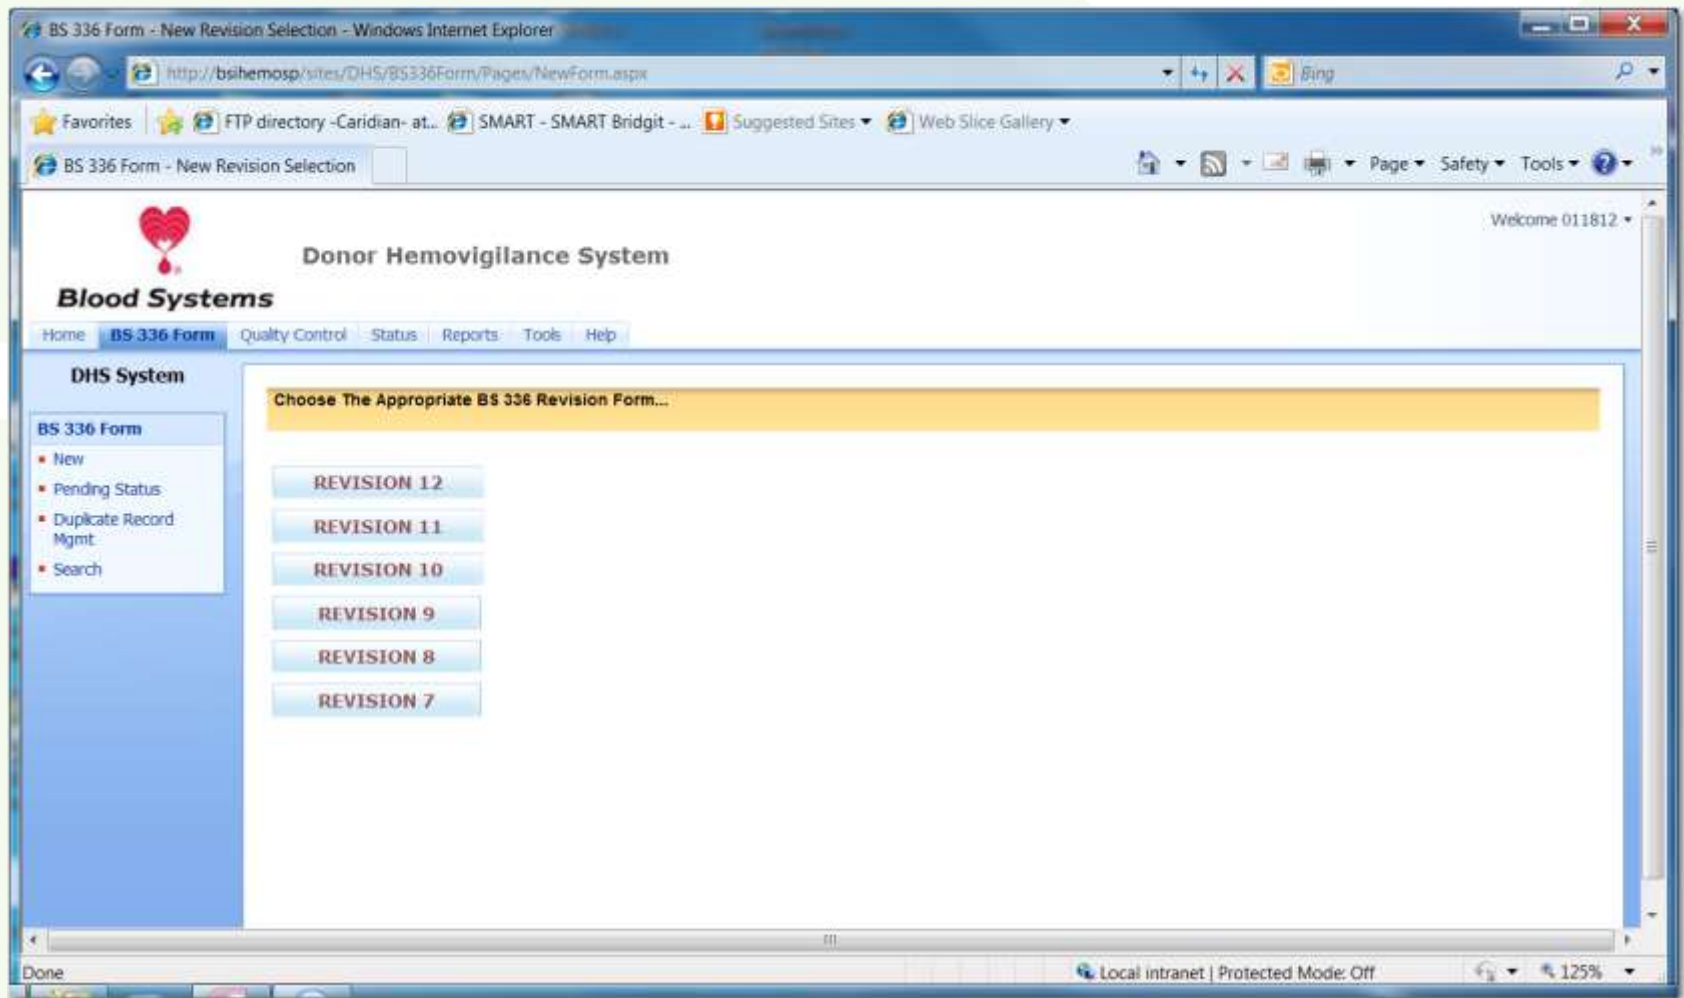 BS 336 Form - New Revision Selection - Windows Internet Explorer
http://bsihemosp/sites/DHS/BS336Form/Pages/NewForm.aspx
Bing
Favorites
FTP directory -Caridian- at...
SMART - SMART Bridgit - ...
Suggested Sites
Web Slice Gallery
BS 336 Form - New Revision Selection
Page
Safety
Tools
Welcome 011812
Donor Hemovigilance System
Blood Systems
Home
BS 336 Form
Quality Control
Status
Reports
Tools
Help
DHS System
Choose The Appropriate BS 336 Revision Form...
BS 336 Form
New
Pending Status
Duplicate Record
Mgmt
Search
REVISION 12
REVISION 11
REVISION 10
REVISION 9
REVISION 8
REVISION 7
Done
Local intranet | Protected Mode: Off
125%